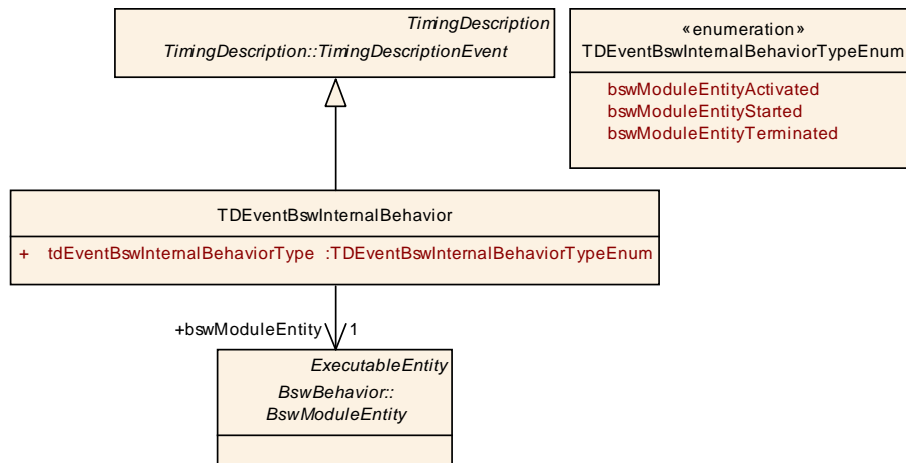 TimingDescription
TimingDescription::TimingDescriptionEvent
«enumeration»
TDEventBswInternalBehaviorTypeEnum
bswModuleEntityActivated
bswModuleEntityStarted
bswModuleEntityTerminated
TDEventBswInternalBehavior
+ tdEventBswInternalBehaviorType :TDEventBswInternalBehaviorTypeEnum
+bswModuleEntity 1
ExecutableEntity
BswBehavior::
BswModuleEntity